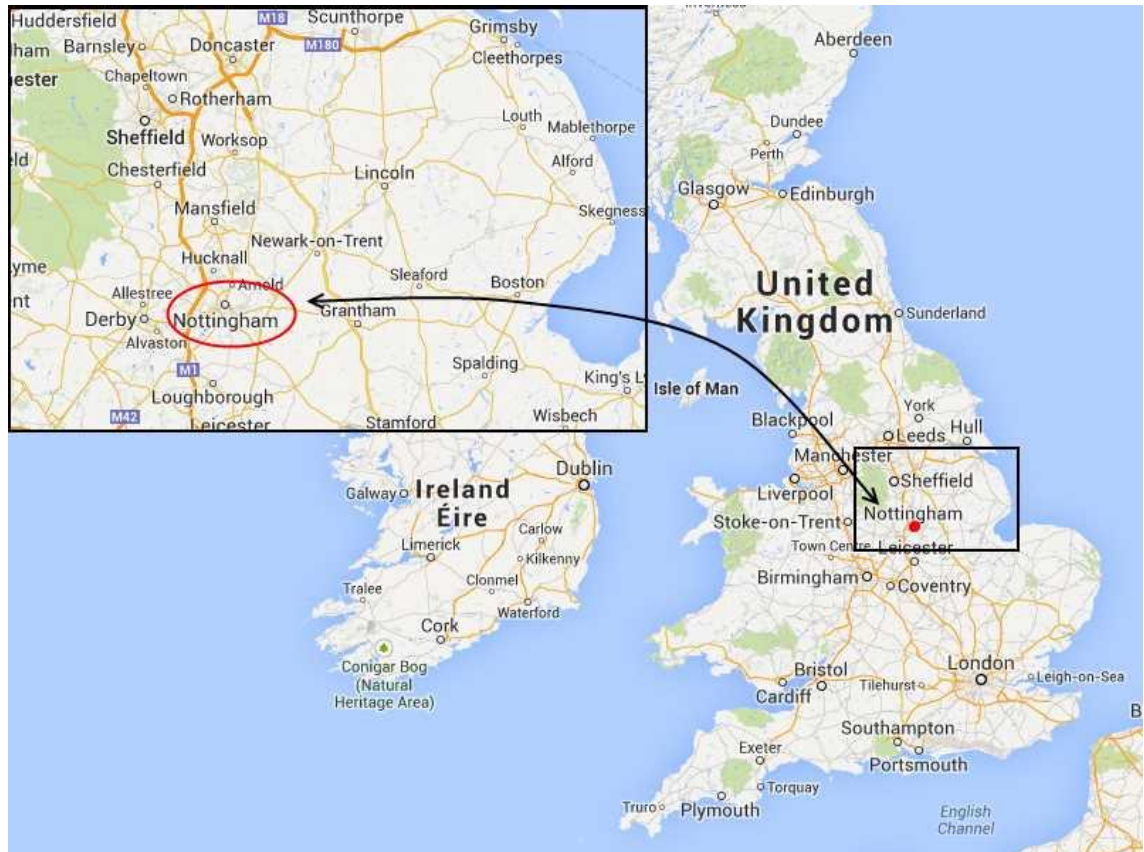 Huddersfield
M18
Scunthorpe
Grimsby
Barnsley
Doncaster
M180
Cleethorpes
Chapeltown
Rotherham
Sheffield
Worksop
Louth
Mablethorpe
Chesterfield
Lincoln
Alford
Mansfield
Skegness
Newark-on-Trent
Hucknall
Sleaford
Boston
Allestree
Arnold
Derby
Nottingham
Grantham
Alvaston
M1
Spalding
King's L
Loughborough
M42
Leicester
Stamford
Wisbech
Aberdeen
Dundee
Perth
Glasgow
Edinburgh
United
Kingdom
Sunderland
Isle of Man
York
Blackpool
Leeds
Hull
Manchester
Sheffield
Liverpool
Nottingham
Stoke-on-Trent
Town Centre
Leicester
Birmingham
Coventry
Dublin
Galway
Ireland
Éire
Carlow
Limerick
Kilkenny
Tralee
Clonmel
Waterford
Cork
Conigar Bog
(Natural
Heritage Area)
Bristol
London
Cardiff
Tilehurst
Leigh-on-Sea
Southampton
Exeter
Portsmouth
Torquay
Truro
Plymouth
English
Channel